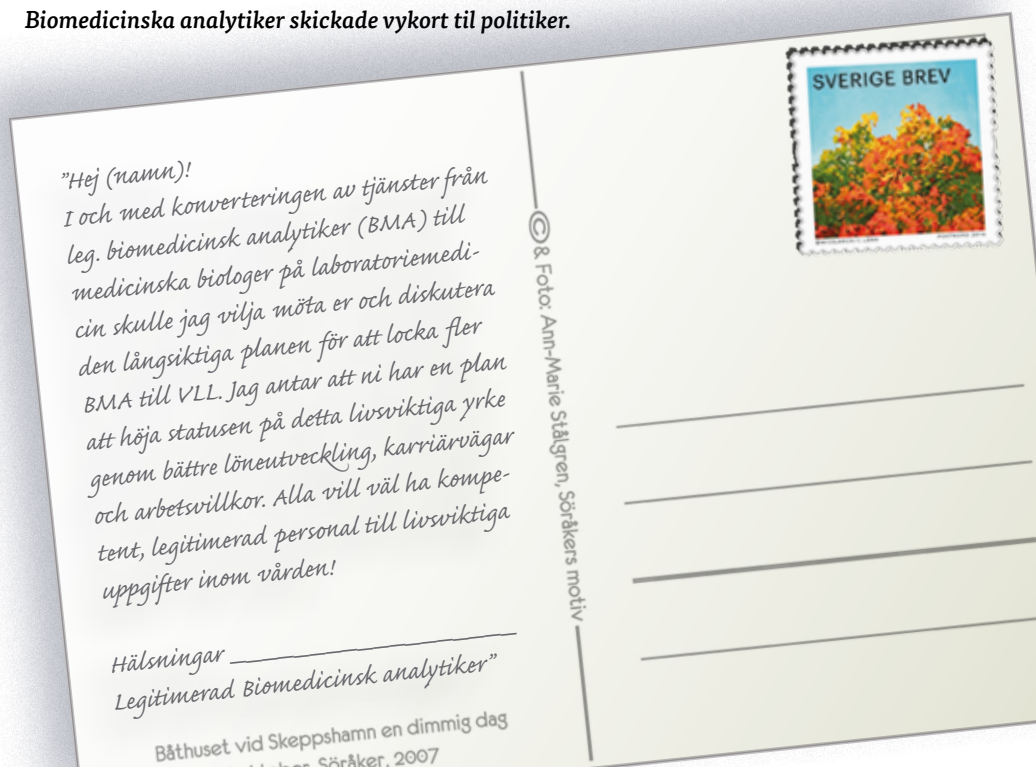 Biomedicinska analytiker skickade vykort til politiker.
"Hej (namn)!
I och med konverteringen av tjänster från
leg. biomedicinsk analytiker (BMA) till
medicinska biologer på laboratoriemedi-
cin skulle jag vilja möta er och diskutera
den långsiktiga planen för att locka fler
BMA till VLL. Jag antar att ni har en plan
att höja statusen på detta livsviktiga yrke
genom bättre löneutveckling, karriärvägar
och arbetsvillkor. Alla vill väl ha kompe-
tent, legitimerad personal till livsviktiga
uppgifter inom vården!
Hälsningar
Legitimerad Biomedicinsk analytiker"
Båthuset vid Skeppshamn en dimmig dag
Söråker, 2007
© & Foto: Ann-Marie Stålgren, Söråkers motiv
SVERIGE BREV